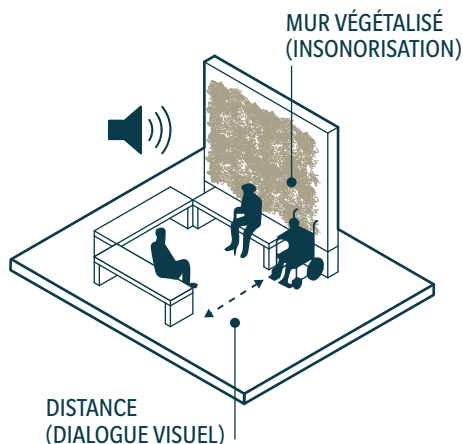 MUR VÉGÉTALISÉ
(INSONORISATION)
DISTANCE
(DIALOGUE VISUEL)